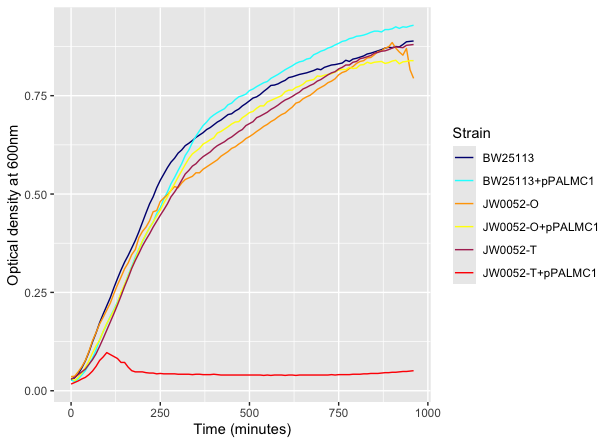 Optical density at 600nm
0.75
0.50
0.25
0.00
0
250
500
750
1000
Time (minutes)
Strain
BW25113
BW25113+pPALMC1
JW0052-O
JW0052-O+pPALMC1
JW0052-T
JW0052-T+pPALMC1